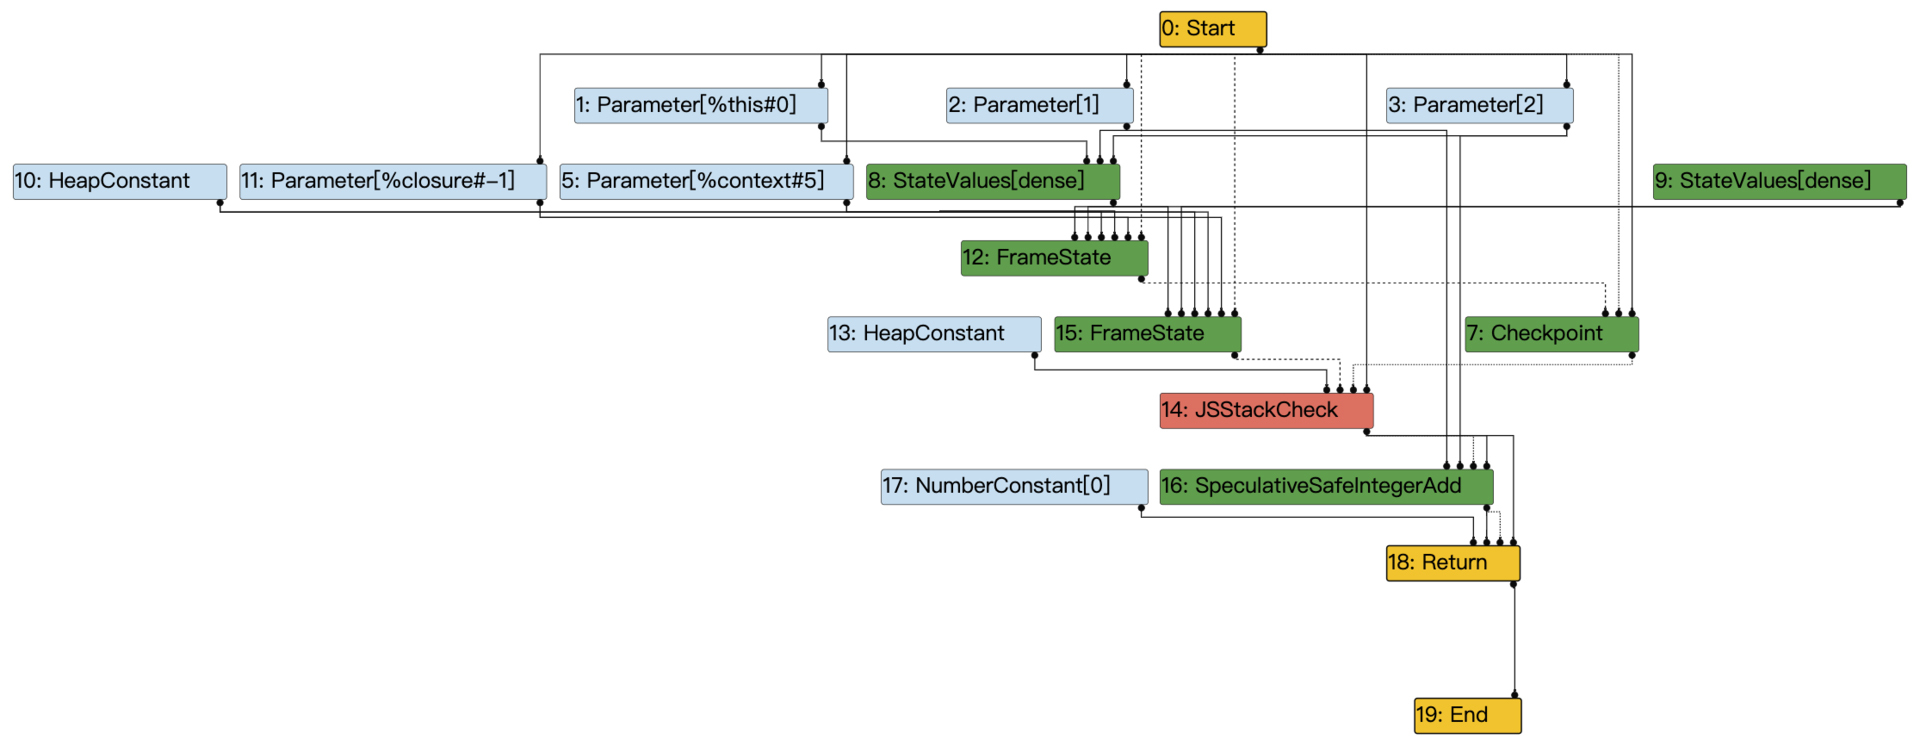 0: Start
1: Parameter[%this#0]
2: Parameter[1]
3: Parameter[2]
10: HeapConstant
11: Parameter[%closure#−1]
5: Parameter[%context#5]
8: StateValues[dense]
9: StateValues[dense]
12: FrameState
13: HeapConstant
15: FrameState
7: Checkpoint
14: JSStackCheck
17: NumberConstant[0]
16: SpeculativeSafeIntegerAdd
18: Return
19: End